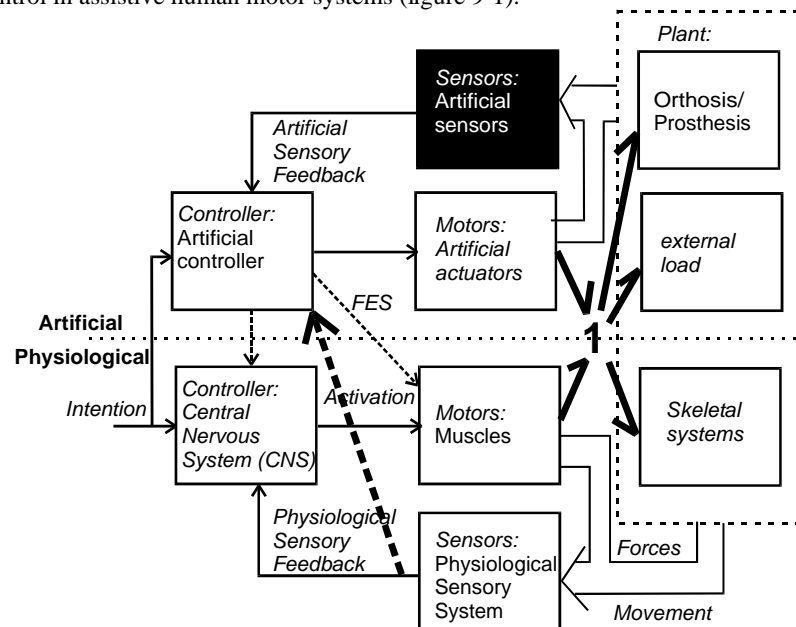 ntrol in assistive human motor systems (figure 9-1).
Plant:
Sensors:
Artificial
sensors
Orthosis/
Prosthesis
Artificial
Sensory
Feedback
Controller:
Artificial
controller
Motors:
Artificial
actuators
external
load
FES
Artificial
1
Physiological
Controller:
Central
Nervous
System (CNS)
Intention
Activation
Motors:
Muscles
Skeletal
systems
Physiological
Sensory
Feedback
Sensors:
Physiological
Sensory
System
Forces
Movement